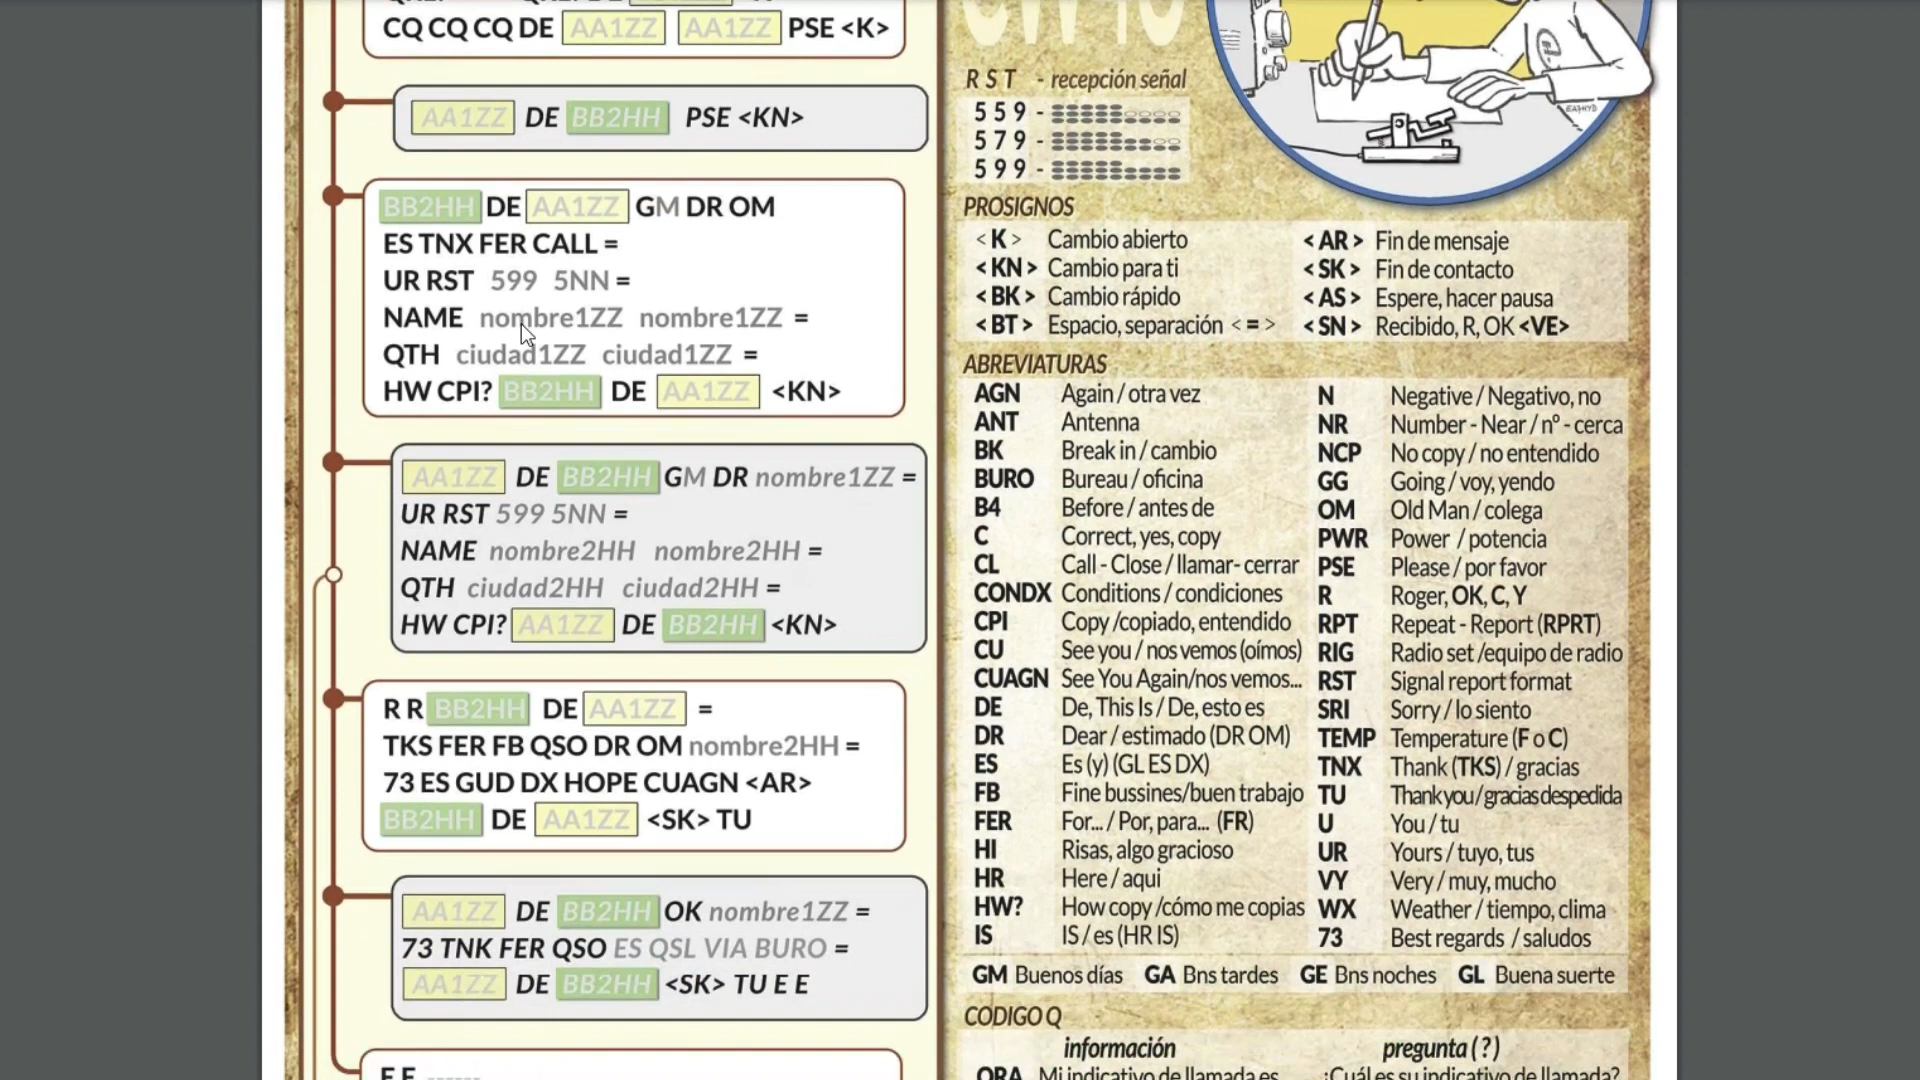 CQ CQ CQ DE AA1ZZ AA1ZZ PSE <K>
AA1ZZ DE BB2HH PSE <KN>
BB2HH DE AA1ZZ GM DR OM
ES TNX FER CALL =
UR RST 599 5NN =
NAME nombre1ZZ nombre1ZZ =
QTH ciudad1ZZ ciudad1ZZ =
HW CPI? BB2HH DE AA1ZZ <KN>
AA1ZZ DE BB2HH GM DR nombre1ZZ =
UR RST 599 5NN =
NAME nombre2HH nombre2HH =
QTH ciudad2HH ciudad2HH =
HW CPI? AA1ZZ DE BB2HH <KN>
R R BB2HH DE AA1ZZ =
TKS FER FB QSO DR OM nombre2HH =
73 ES GUD DX HOPE CUAGN <AR>
BB2HH DE AA1ZZ <SK> TU
AA1ZZ DE BB2HH OK nombre1ZZ =
73 TNK FER QSO ES QSL VIA BURO =
AA1ZZ DE BB2HH <SK> TU E E
E E ------
R S T - recepción señal
5 5 9 -
5 7 9 -
5 9 9 -
EA7HYD
PROSIGNOS
< K > Cambio abierto
< KN > Cambio para ti
< BK > Cambio rápido
< BT > Espacio, separación < = >
< AR > Fin de mensaje
< SK > Fin de contacto
< AS > Espere, hacer pausa
< SN > Recibido, R, OK <VE>
ABREVIATURAS
AGN Again / otra vez
ANT Antenna
BK Break in / cambio
BURO Bureau / oficina
B4 Before / antes de
C Correct, yes, copy
CL Call - Close / llamar- cerrar
CONDX Conditions / condiciones
CPI Copy /copiado, entendido
CU See you / nos vemos (oímos)
CUAGN See You Again/nos vemos...
DE De, This Is / De, esto es
DR Dear / estimado (DR OM)
ES Es (y) (GL ES DX)
FB Fine bussines/buen trabajo
FER For... / Por, para... (FR)
HI Risas, algo gracioso
HR Here / aqui
HW? How copy /cómo me copias
IS IS / es (HR IS)
N Negative / Negativo, no
NR Number - Near / nº - cerca
NCP No copy / no entendido
GG Going / voy, yendo
OM Old Man / colega
PWR Power / potencia
PSE Please / por favor
R Roger, OK, C, Y
RPT Repeat - Report (RPRT)
RIG Radio set /equipo de radio
RST Signal report format
SRI Sorry / lo siento
TEMP Temperature (F o C)
TNX Thank (TKS) / gracias
TU Thank you / gracias despedida
U You / tu
UR Yours / tuyo, tus
VY Very / muy, mucho
WX Weather / tiempo, clima
73 Best regards / saludos
GM Buenos días GA Bns tardes GE Bns noches GL Buena suerte
CODIGO Q
información pregunta ( ? )
QRA Mi indicativo de llamada es ¿Cuál es su indicativo de llamada?